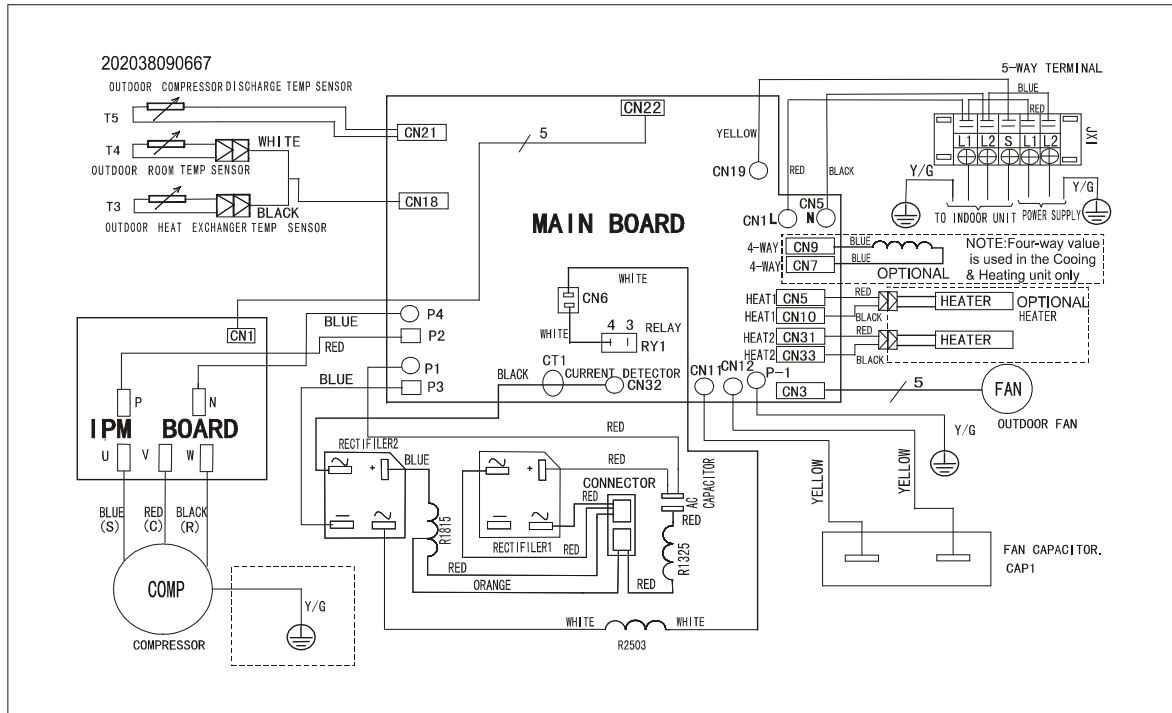 202038090667
OUTDOOR COMPRESSOR DISCHARGE TEMP SENSOR
T5
CN21
T4
WHITE
OUTDOOR ROOM TEMP SENSOR
T3
BLACK
CN18
OUTDOOR HEAT EXCHANGER TEMP SENSOR
5
CN22
MAIN BOARD
YELLOW
CN19
RED
BLACK
CN1 L
CN5
N
5-WAY TERMINAL
BLUE
RED
L1 L2 S L1 L2
JX1
Y/G
Y/G
TO INDOOR UNIT
POWER SUPPLY
4-WAY
CN9
BLUE
4-WAY
CN7
BLUE
OPTIONAL
NOTE:Four-way value
is used in the Cooing
& Heating unit only
HEAT1
CN5
RED
HEATER
HEAT1
CN10
BLACK
OPTIONAL
HEATER
HEAT2
CN31
RED
HEATER
HEAT2
CN33
BLACK
WHITE
CN6
WHITE
4 3
RELAY
RY1
CT1
BLACK
CURRENT DETECTOR
CN32
CN11
CN12
P-1
CN3
5
FAN
OUTDOOR FAN
Y/G
CN1
BLUE
P4
RED
P2
P1
BLUE
P3
P
N
IPM BOARD
U
V
W
BLUE
(S)
RED
(C)
BLACK
(R)
COMP
COMPRESSOR
Y/G
RECTIFILER2
+
BLUE
R1815
RECTIFILER1
+
RED
RED
CONNECTOR
RED
RED
RED
ORANGE
AC
CAPACITOR
RED
R1325
RED
WHITE
R2503
WHITE
YELLOW
YELLOW
FAN CAPACITOR.
CAP1